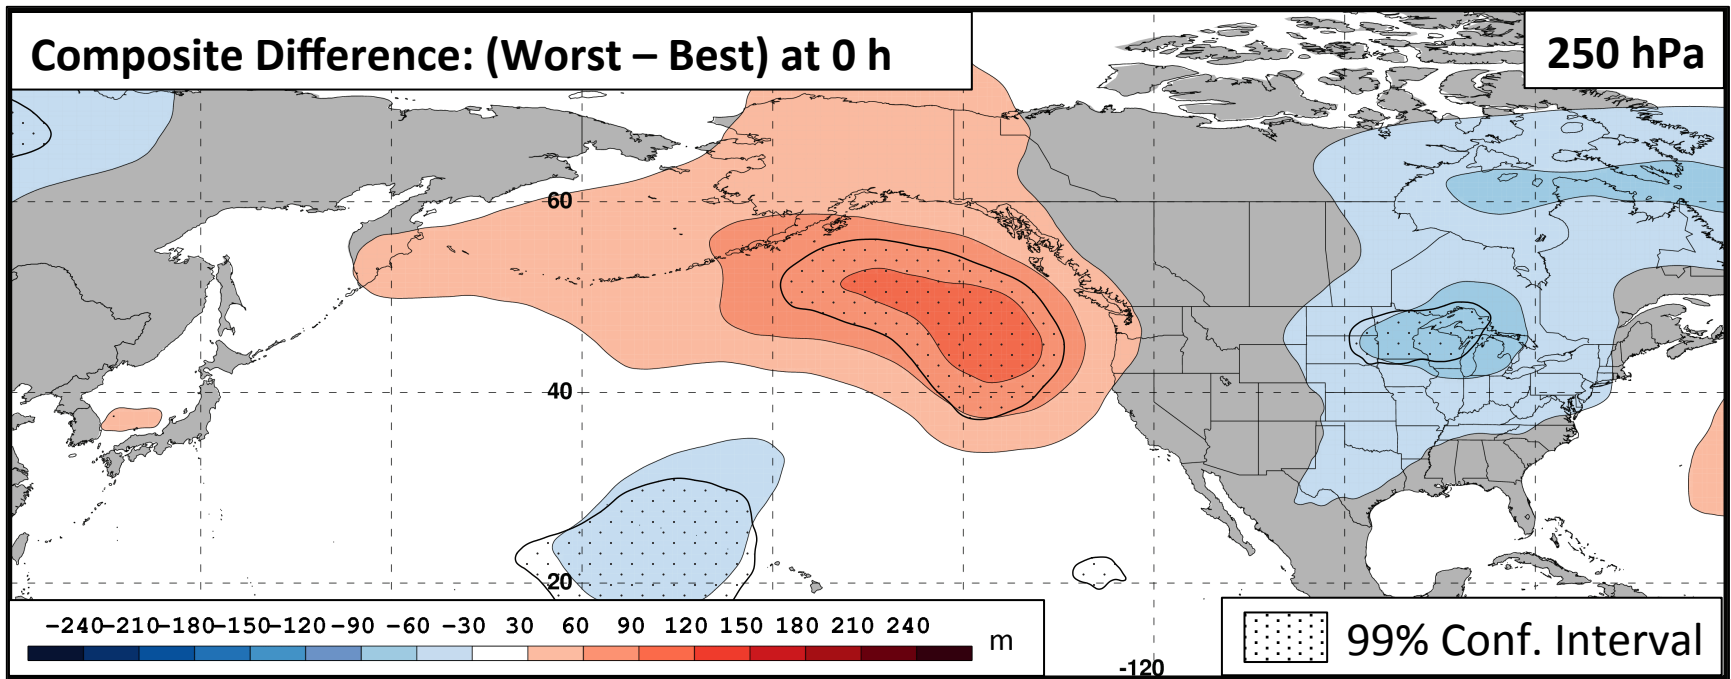 Composite Difference: (Worst – Best) at 0 h
250 hPa
60
40
20
−240−210−180−150−120 −90 −60 −30 30 60 90 120 150 180 210 240
m
-120
99% Conf. Interval